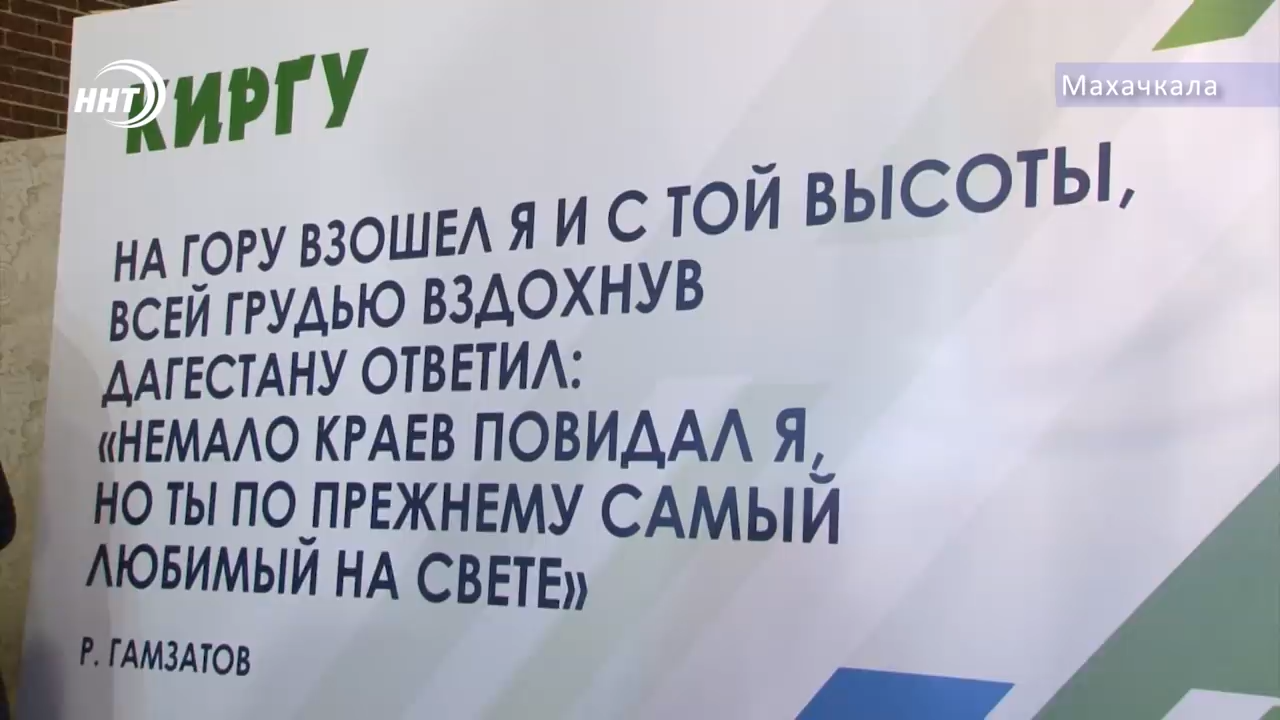 ННТ
КИРГУ
Махачкала
НА ГОРУ ВЗОШЕЛ Я И С ТОЙ ВЫСОТЫ,
ВСЕЙ ГРУДЬЮ ВЗДОХНУВ
ДАГЕСТАНУ ОТВЕТИЛ:
«НЕМАЛО КРАЕВ ПОВИДАЛ Я,
НО ТЫ ПО ПРЕЖНЕМУ САМЫЙ
ЛЮБИМЫЙ НА СВЕТЕ»
Р. ГАМЗАТОВ